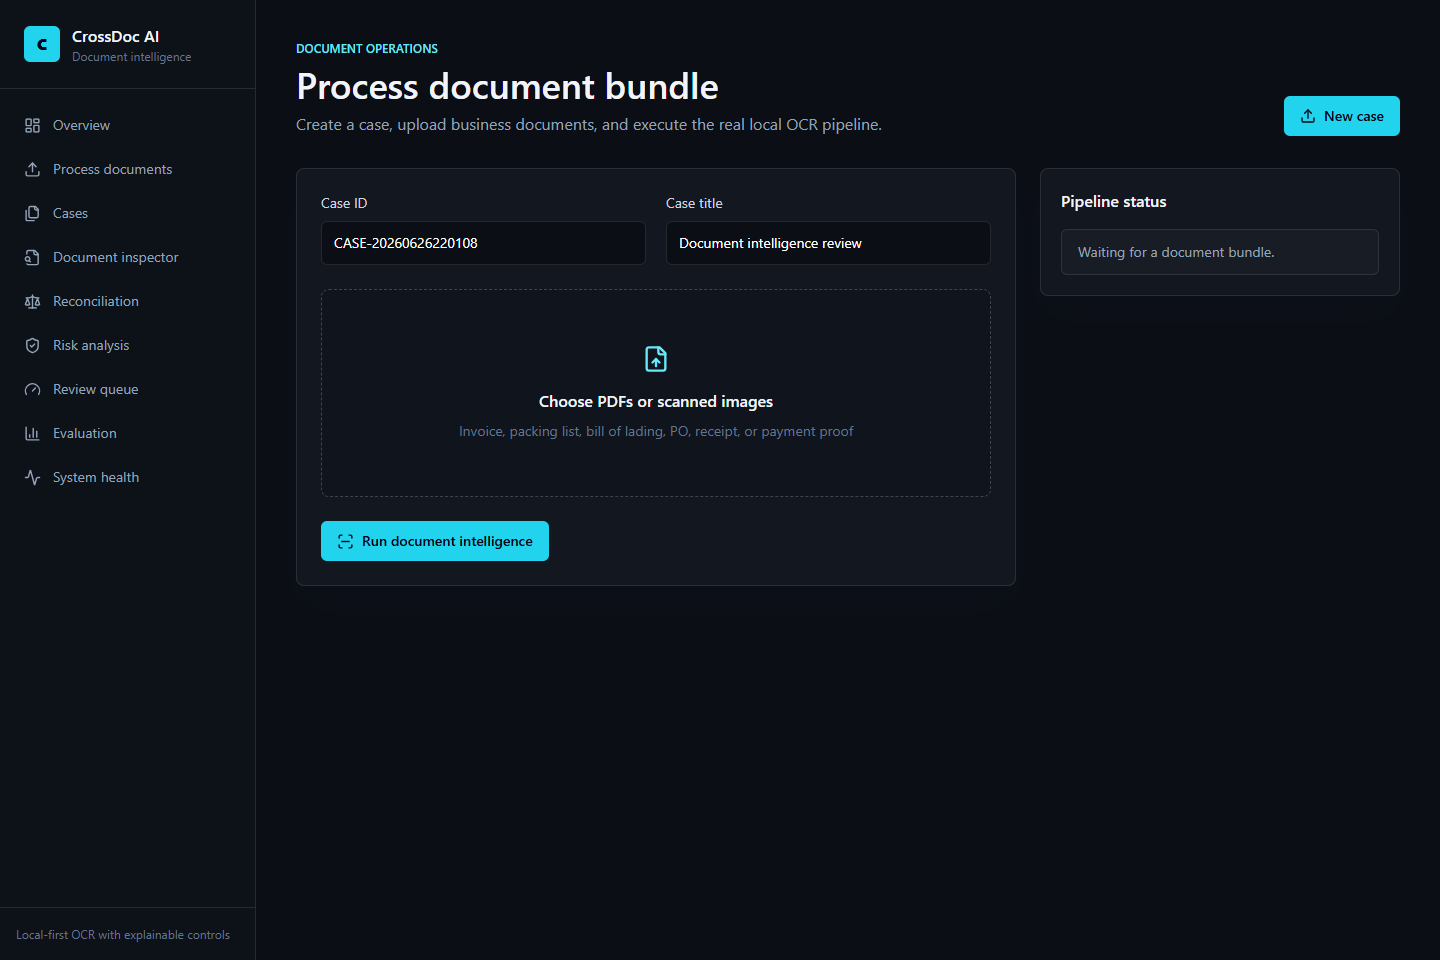 C
CrossDoc AI
Document intelligence
Overview
Process documents
Cases
Document inspector
Reconciliation
Risk analysis
Review queue
Evaluation
System health
Local-first OCR with explainable controls
DOCUMENT OPERATIONS
Process document bundle
Create a case, upload business documents, and execute the real local OCR pipeline.
New case
Case ID
CASE-20260626220108
Case title
Document intelligence review
Choose PDFs or scanned images
Invoice, packing list, bill of lading, PO, receipt, or payment proof
Run document intelligence
Pipeline status
Waiting for a document bundle.